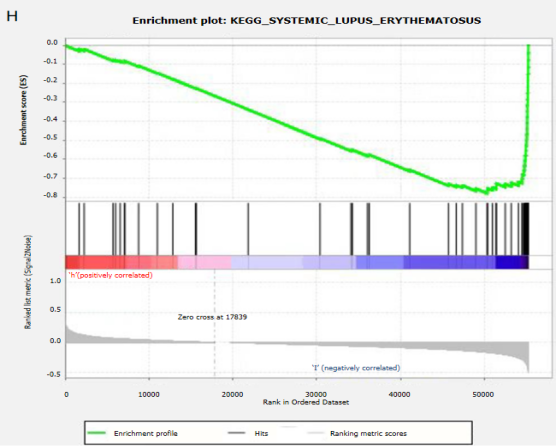 H
Enrichment plot: KEGG_SYSTEMIC_LUPUS_ERYTHEMATOSUS
Enrichment score (ES)
0.0
-0.1
-0.2
-0.3
-0.4
-0.5
-0.6
-0.7
-0.8
Ranked list metric (Signal2Noise)
'h'(positively correlated)
1.0
0.5
0.0
-0.5
Zero cross at 17839
'l' (negatively correlated)
0 10000 20000 30000 40000 50000
Rank in Ordered Dataset
Enrichment profile Hits Ranking metric scores